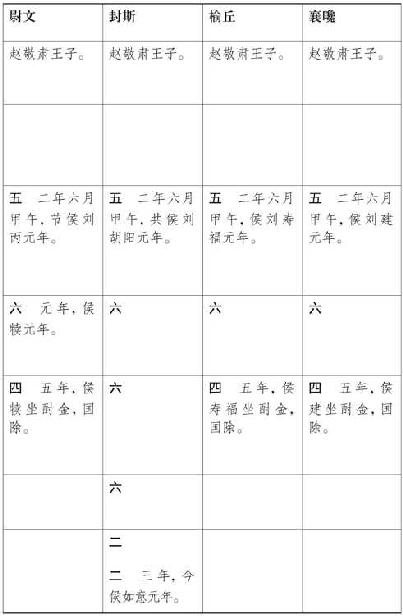 尉文
封斯
榆丘
襄嚵
赵敬肃王子。
赵敬肃王子。
赵敬肃王子。
赵敬肃王子。
五 二年六月
甲午,节侯刘
丙元年。
五 二年六月
甲午,共侯刘
胡阳元年。
五 二年六月
甲午,侯刘寿
福元年。
五 二年六月
甲午,侯刘建
元年。
六 元年,侯
犊元年。
六
六
六
四 五年,侯
犊坐酎金,国
除。
六
四 五年,侯
寿福坐酎金,
国除。
四 五年,侯
建坐酎金,国
除。
六
二
二 三年,今
侯如意元年。